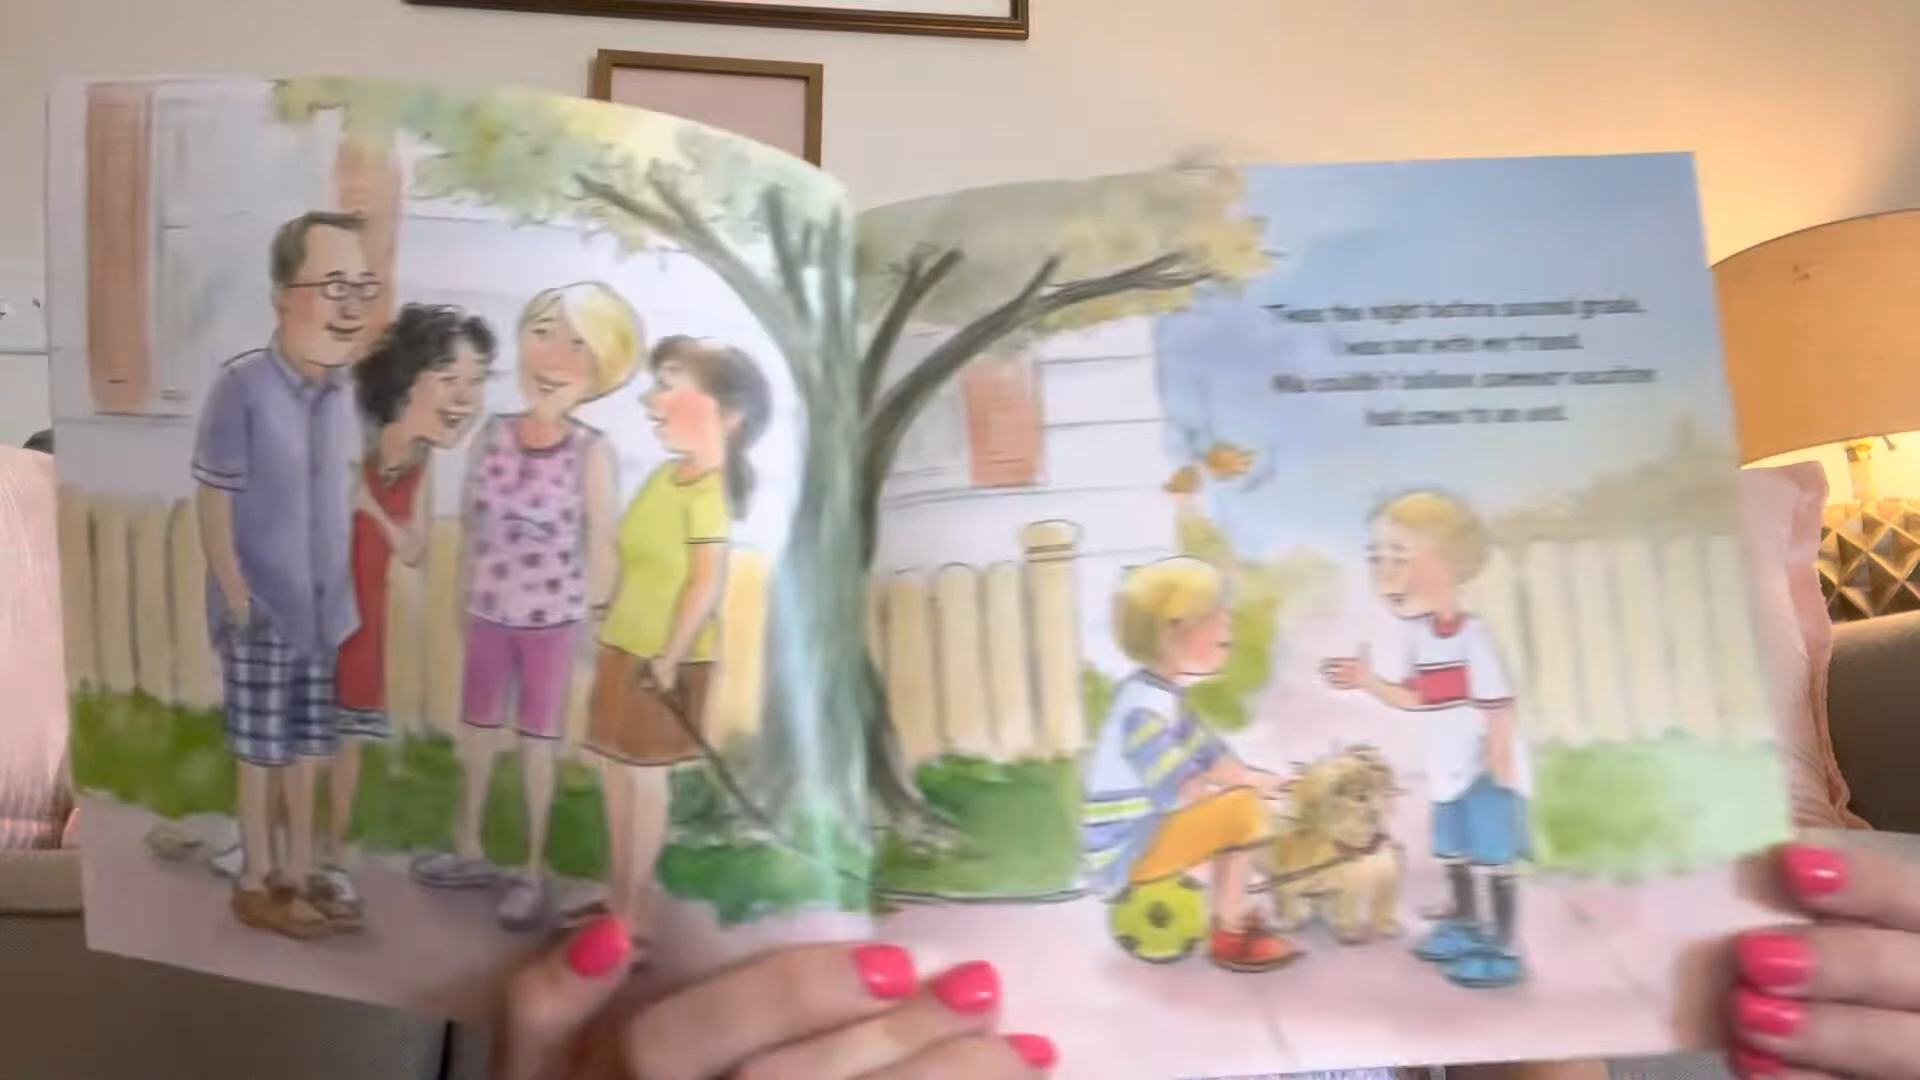 'Twas the night before second grade,
I was out with my friend.
We couldn't believe summer vacation
had come to an end.